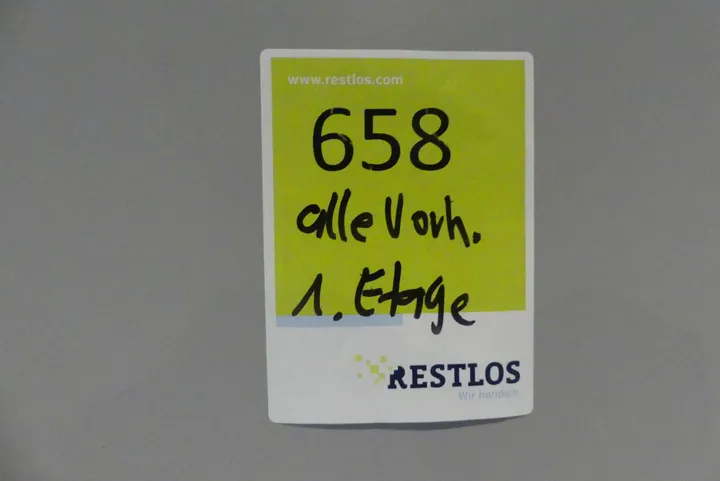 www.restlos.com
658
alle Vorh.
1. Etage
RESTLOS
Wir handeln